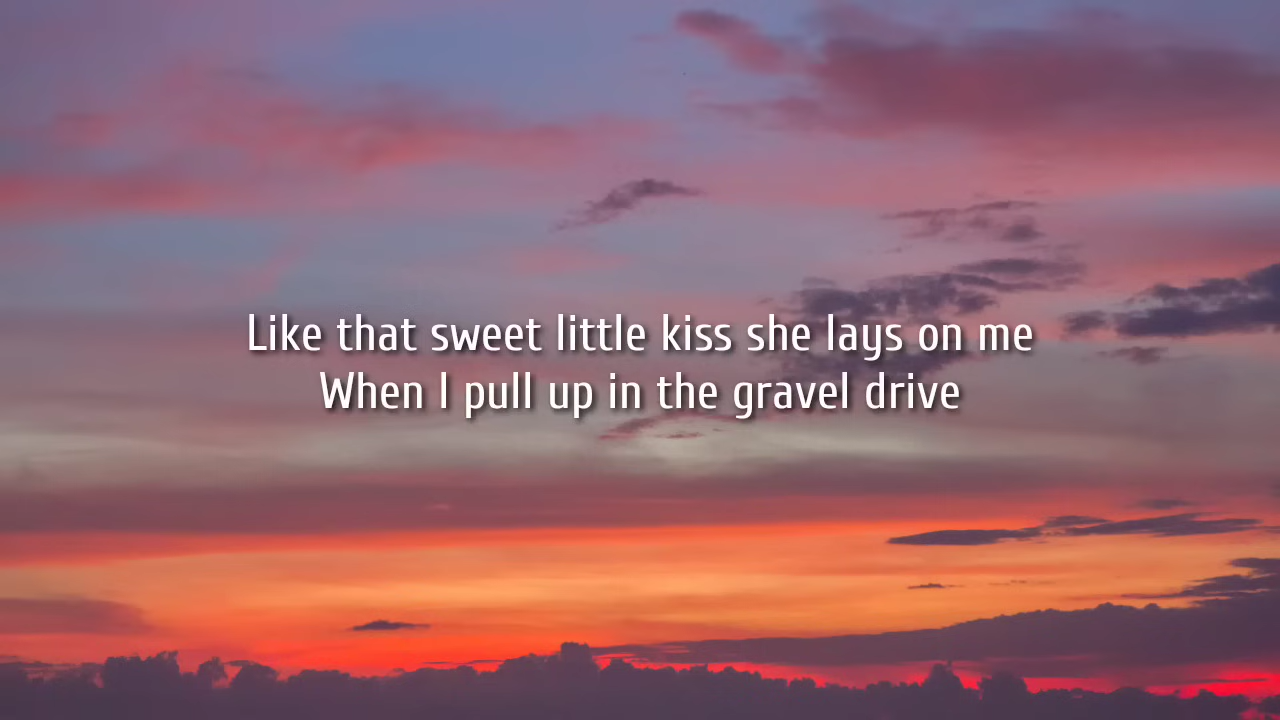 Like that sweet little kiss she lays on me
When I pull up in the gravel drive